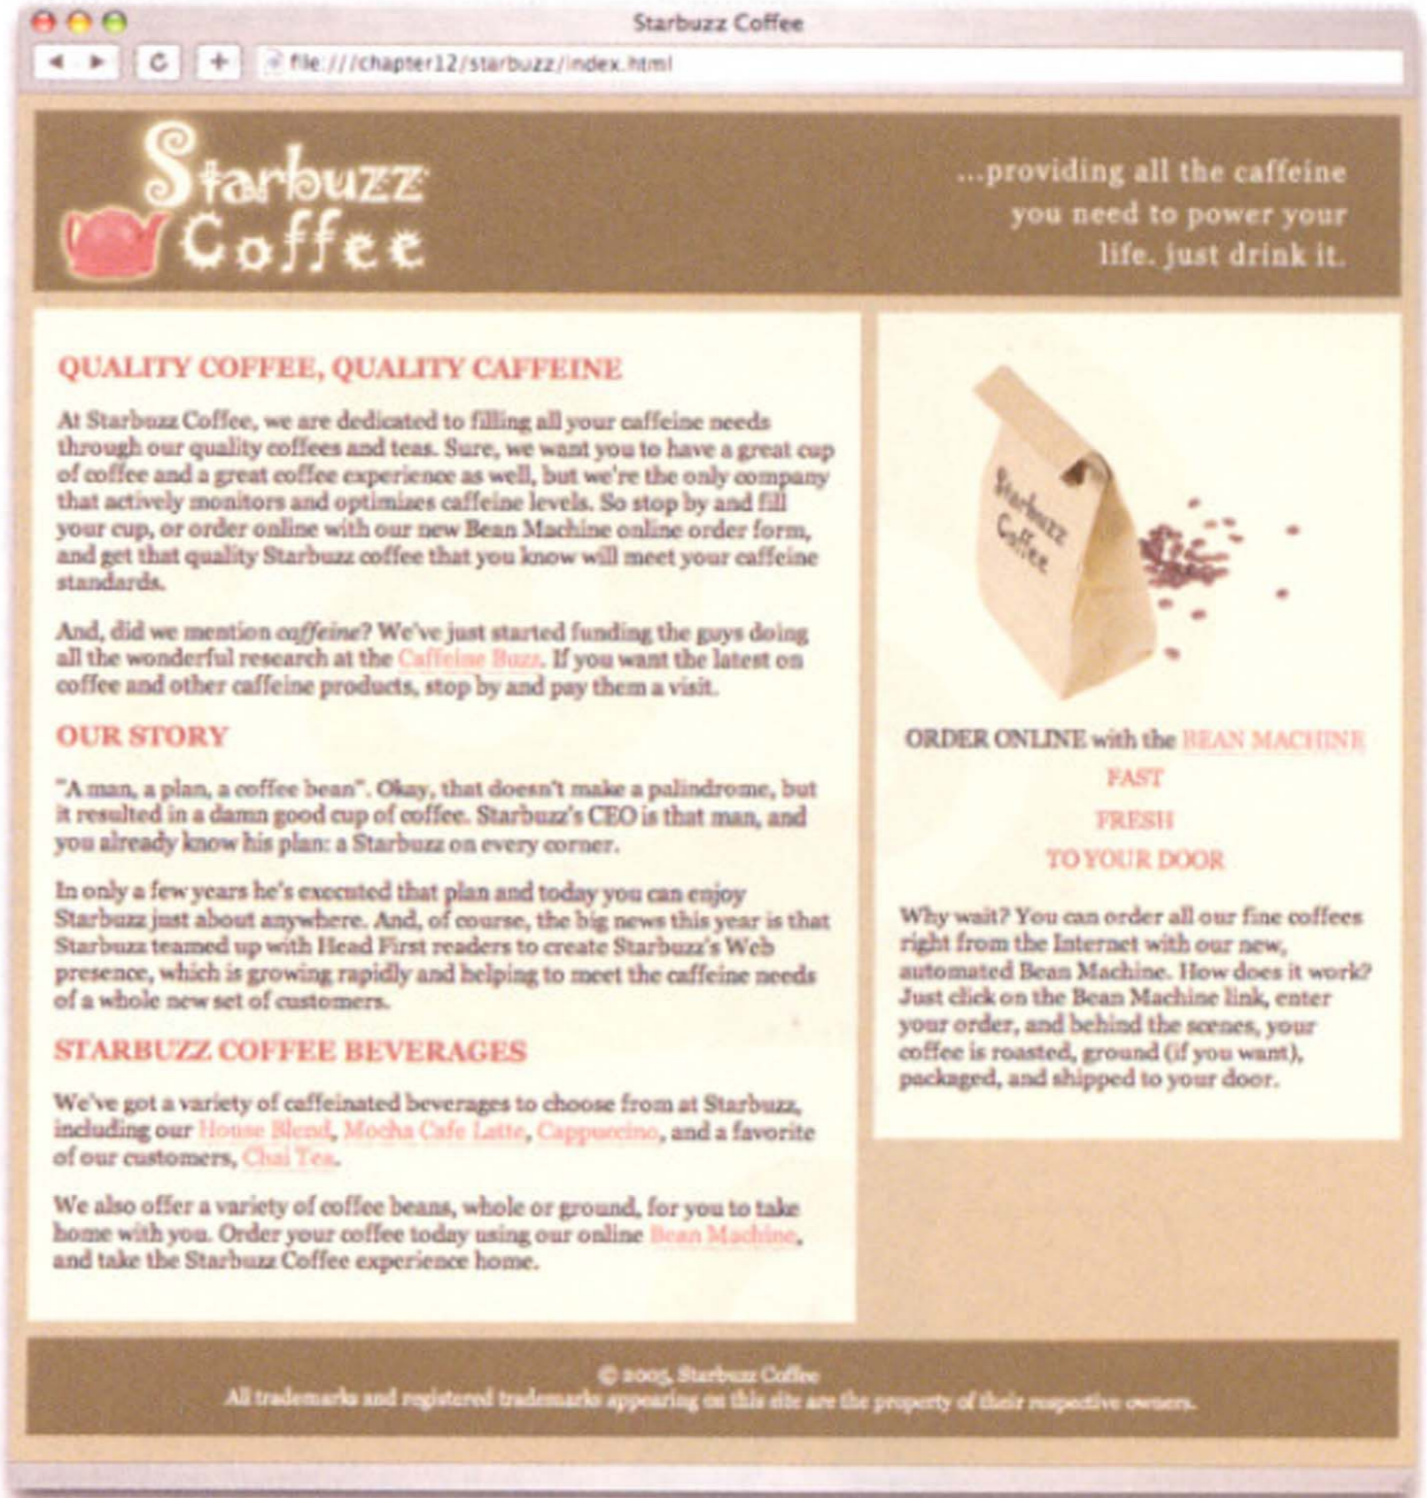 Starbuzz Coffee
file:///chapter12/starbuzz/index.html
Starbuzz
Coffee
...providing all the caffeine
you need to power your
life. just drink it.
QUALITY COFFEE, QUALITY CAFFEINE
At Starbuzz Coffee, we are dedicated to filling all your caffeine needs
through our quality coffees and teas. Sure, we want you to have a great cup
of coffee and a great coffee experience as well, but we're the only company
that actively monitors and optimizes caffeine levels. So stop by and fill
your cup, or order online with our new Bean Machine online order form,
and get that quality Starbuzz coffee that you know will meet your caffeine
standards.
And, did we mention caffeine? We've just started funding the guys doing
all the wonderful research at the Caffeine Buzz. If you want the latest on
coffee and other caffeine products, stop by and pay them a visit.
OUR STORY
"A man, a plan, a coffee bean". Okay, that doesn't make a palindrome, but
it resulted in a damn good cup of coffee. Starbuzz's CEO is that man, and
you already know his plan: a Starbuzz on every corner.
In only a few years he's executed that plan and today you can enjoy
Starbuzz just about anywhere. And, of course, the big news this year is that
Starbuzz teamed up with Head First readers to create Starbuzz's Web
presence, which is growing rapidly and helping to meet the caffeine needs
of a whole new set of customers.
STARBUZZ COFFEE BEVERAGES
We've got a variety of caffeinated beverages to choose from at Starbuzz,
including our House Blend, Mocha Cafe Latte, Cappuccino, and a favorite
of our customers, Chai Tea.
We also offer a variety of coffee beans, whole or ground, for you to take
home with you. Order your coffee today using our online Bean Machine,
and take the Starbuzz Coffee experience home.
Starbuzz
Coffee
ORDER ONLINE with the BEAN MACHINE
FAST
FRESH
TO YOUR DOOR
Why wait? You can order all our fine coffees
right from the Internet with our new,
automated Bean Machine. How does it work?
Just click on the Bean Machine link, enter
your order, and behind the scenes, your
coffee is roasted, ground (if you want),
packaged, and shipped to your door.
© 2005, Starbuzz Coffee
All trademarks and registered trademarks appearing on this site are the property of their respective owners.